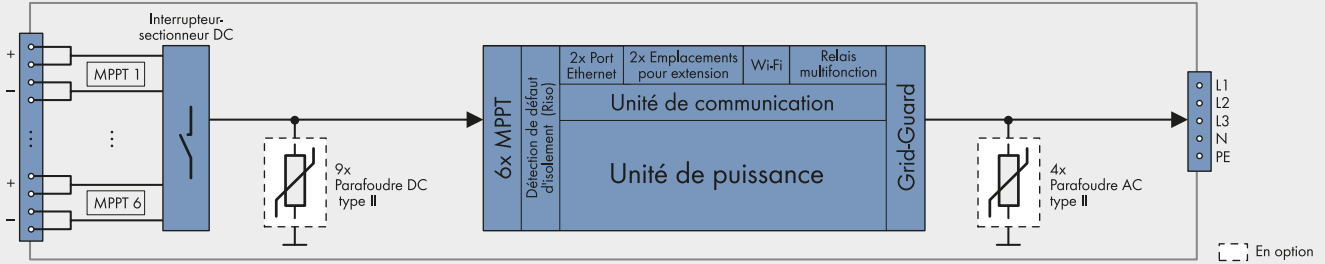 Interrupteur-
sectionneur DC
+
MPPT 1
–
⋮
⋮
+
MPPT 6
–
9x
Parafoudre DC
type II
6x MPPT
Détection de défaut
d'isolement (Riso)
2x Port
Ethernet
2x Emplacements
pour extension
Wi-Fi
Relais
multifonction
Unité de communication
Unité de puissance
Grid-Guard
4x
Parafoudre AC
type II
L1
L2
L3
N
PE
En option